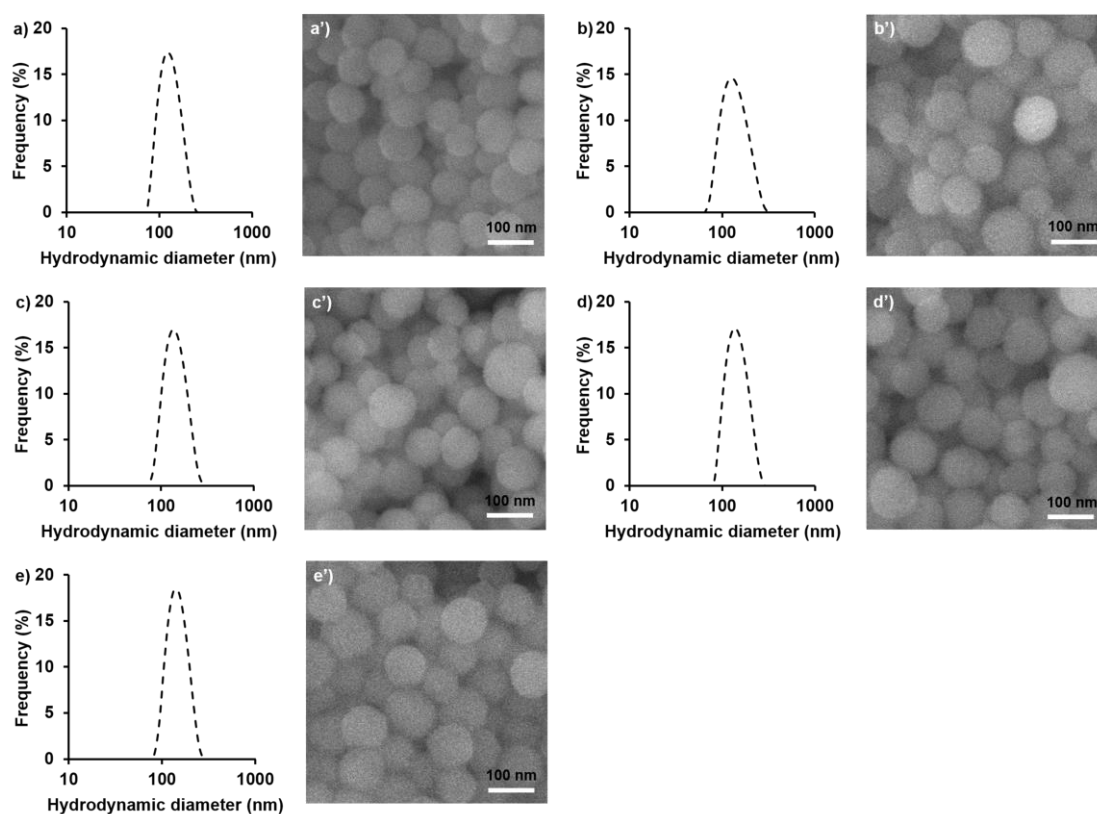 a)
20
15
10
5
0
Frequency (%)
10 100 1000
Hydrodynamic diameter (nm)
a')
100 nm
b)
20
15
10
5
0
Frequency (%)
10 100 1000
Hydrodynamic diameter (nm)
b')
100 nm
c)
20
15
10
5
0
Frequency (%)
10 100 1000
Hydrodynamic diameter (nm)
c')
100 nm
d)
20
15
10
5
0
Frequency (%)
10 100 1000
Hydrodynamic diameter (nm)
d')
100 nm
e)
20
15
10
5
0
Frequency (%)
10 100 1000
Hydrodynamic diameter (nm)
e')
100 nm